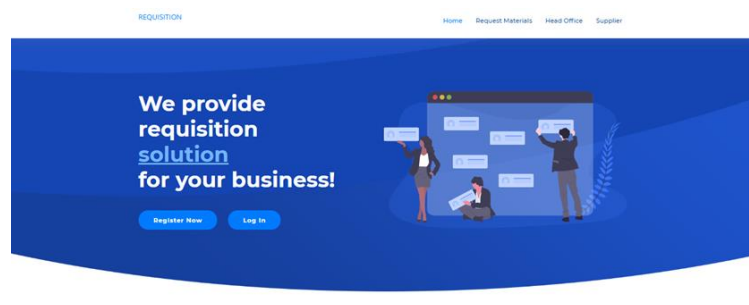 REQUISITION
Home Request Materials Head Office Supplier
We provide
requisition
solution
for your business!
Register Now Log In